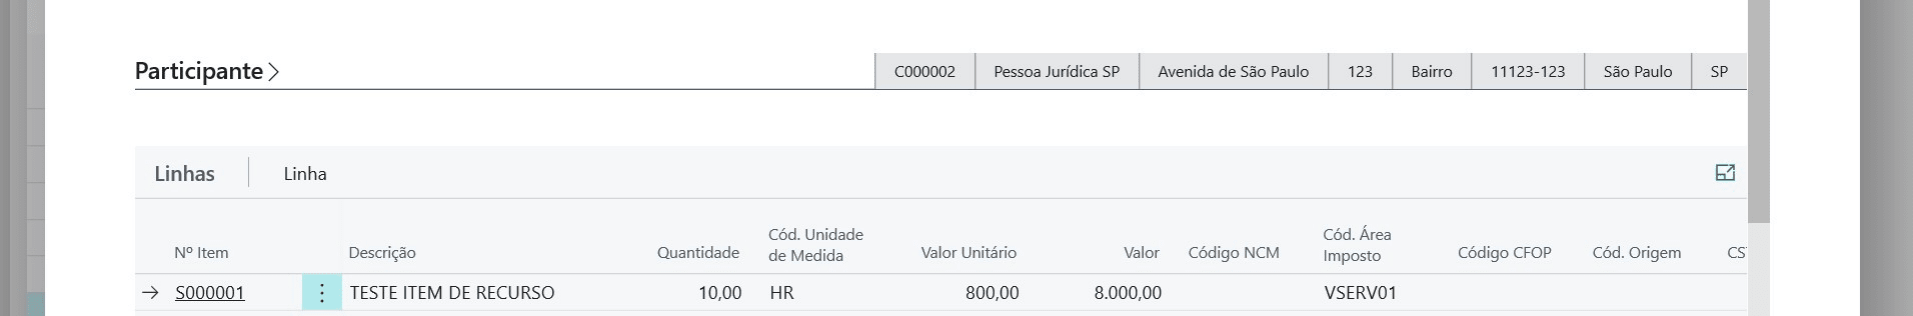 Participante > C000002 Pessoa Jurídica SP Avenida de São Paulo 123 Bairro 11123-123 São Paulo SP
Linhas Linha
Nº Item Descrição Quantidade Cód. Unidade de Medida Valor Unitário Valor Código NCM Cód. Área Imposto Código CFOP Cód. Origem CS
S000001 TESTE ITEM DE RECURSO 10,00 HR 800,00 8.000,00 VSERV01